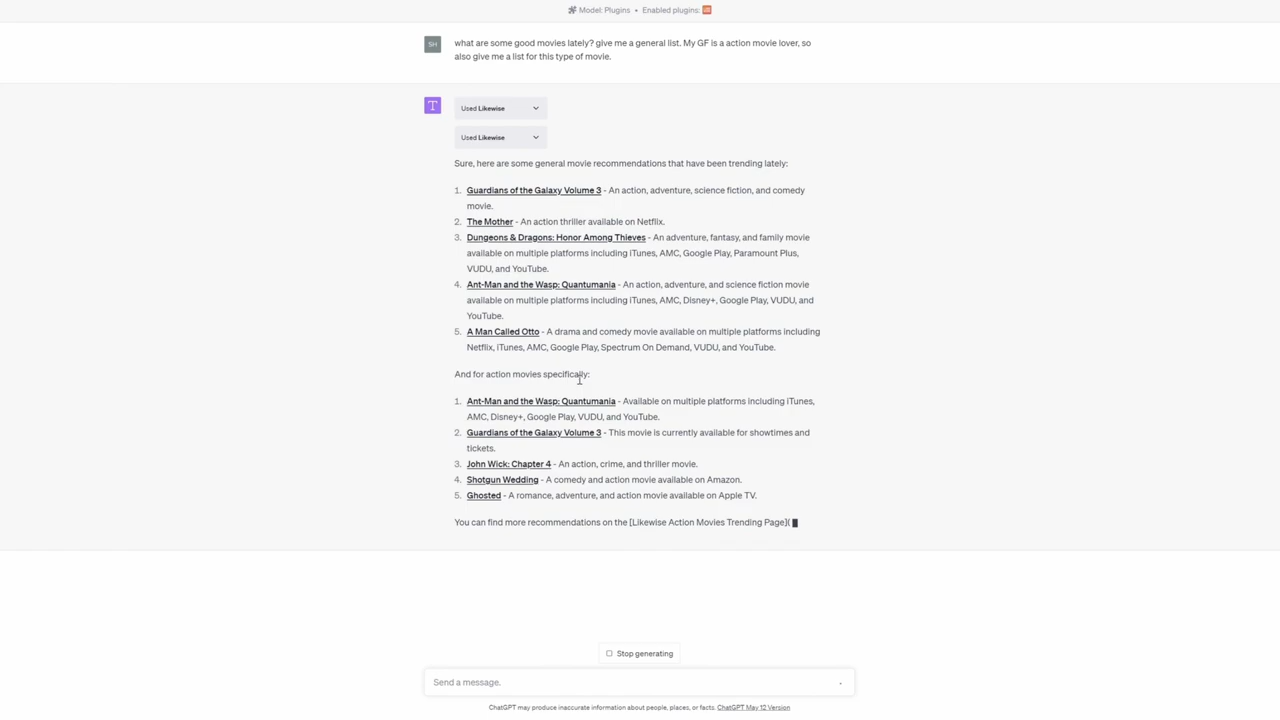 Model: Plugins • Enabled plugins:
SH
what are some good movies lately? give me a general list. My GF is a action movie lover, so
also give me a list for this type of movie.
T
Used Likewise
Used Likewise
Sure, here are some general movie recommendations that have been trending lately:
1. Guardians of the Galaxy Volume 3 - An action, adventure, science fiction, and comedy
movie.
2. The Mother - An action thriller available on Netflix.
3. Dungeons & Dragons: Honor Among Thieves - An adventure, fantasy, and family movie
available on multiple platforms including iTunes, AMC, Google Play, Paramount Plus,
VUDU, and YouTube.
4. Ant-Man and the Wasp: Quantumania - An action, adventure, and science fiction movie
available on multiple platforms including iTunes, AMC, Disney+, Google Play, VUDU, and
YouTube.
5. A Man Called Otto - A drama and comedy movie available on multiple platforms including
Netflix, iTunes, AMC, Google Play, Spectrum On Demand, VUDU, and YouTube.
And for action movies specifically:
1. Ant-Man and the Wasp: Quantumania - Available on multiple platforms including iTunes,
AMC, Disney+, Google Play, VUDU, and YouTube.
2. Guardians of the Galaxy Volume 3 - This movie is currently available for showtimes and
tickets.
3. John Wick: Chapter 4 - An action, crime, and thriller movie.
4. Shotgun Wedding - A comedy and action movie available on Amazon.
5. Ghosted - A romance, adventure, and action movie available on Apple TV.
You can find more recommendations on the [Likewise Action Movies Trending Page](
Stop generating
Send a message.
ChatGPT may produce inaccurate information about people, places, or facts. ChatGPT May 12 Version